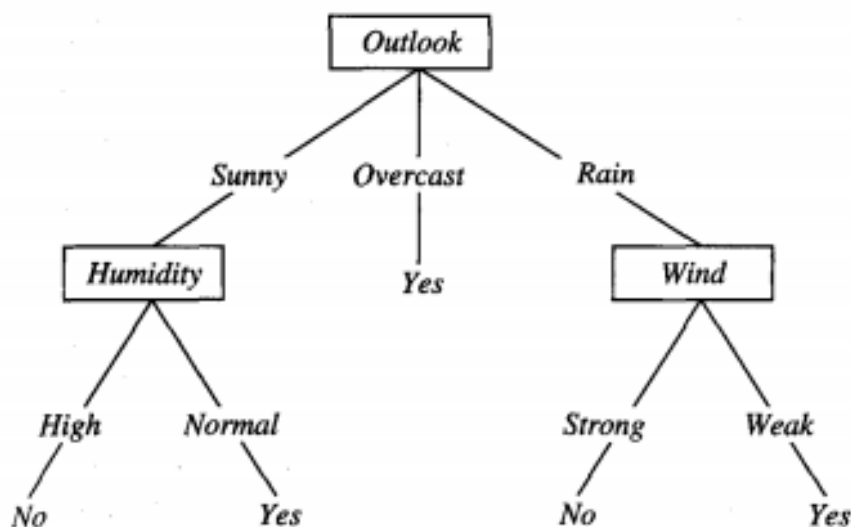 Outlook
Sunny Overcast Rain
Humidity Yes Wind
High Normal Strong Weak
No Yes No Yes